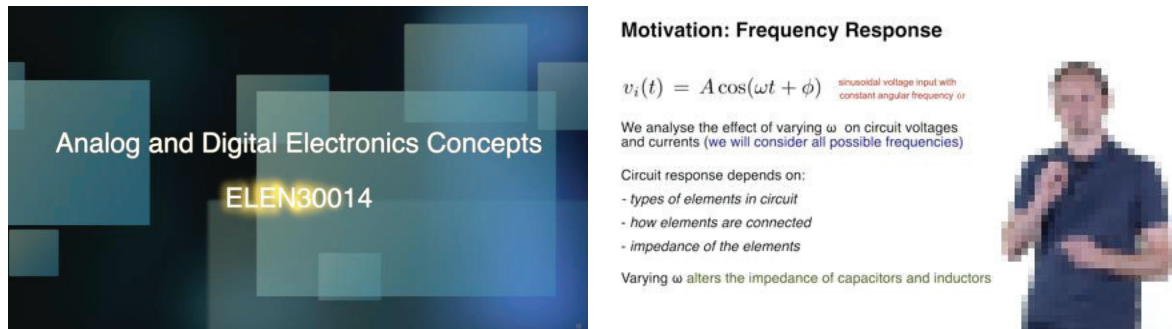 Analog and Digital Electronics Concepts
ELEN30014
Motivation: Frequency Response
v_i(t) = A cos(ωt + ϕ)
sinusoidal voltage input with
constant angular frequency ω
We analyse the effect of varying ω on circuit voltages
and currents (we will consider all possible frequencies)
Circuit response depends on:
- types of elements in circuit
- how elements are connected
- impedance of the elements
Varying ω alters the impedance of capacitors and inductors